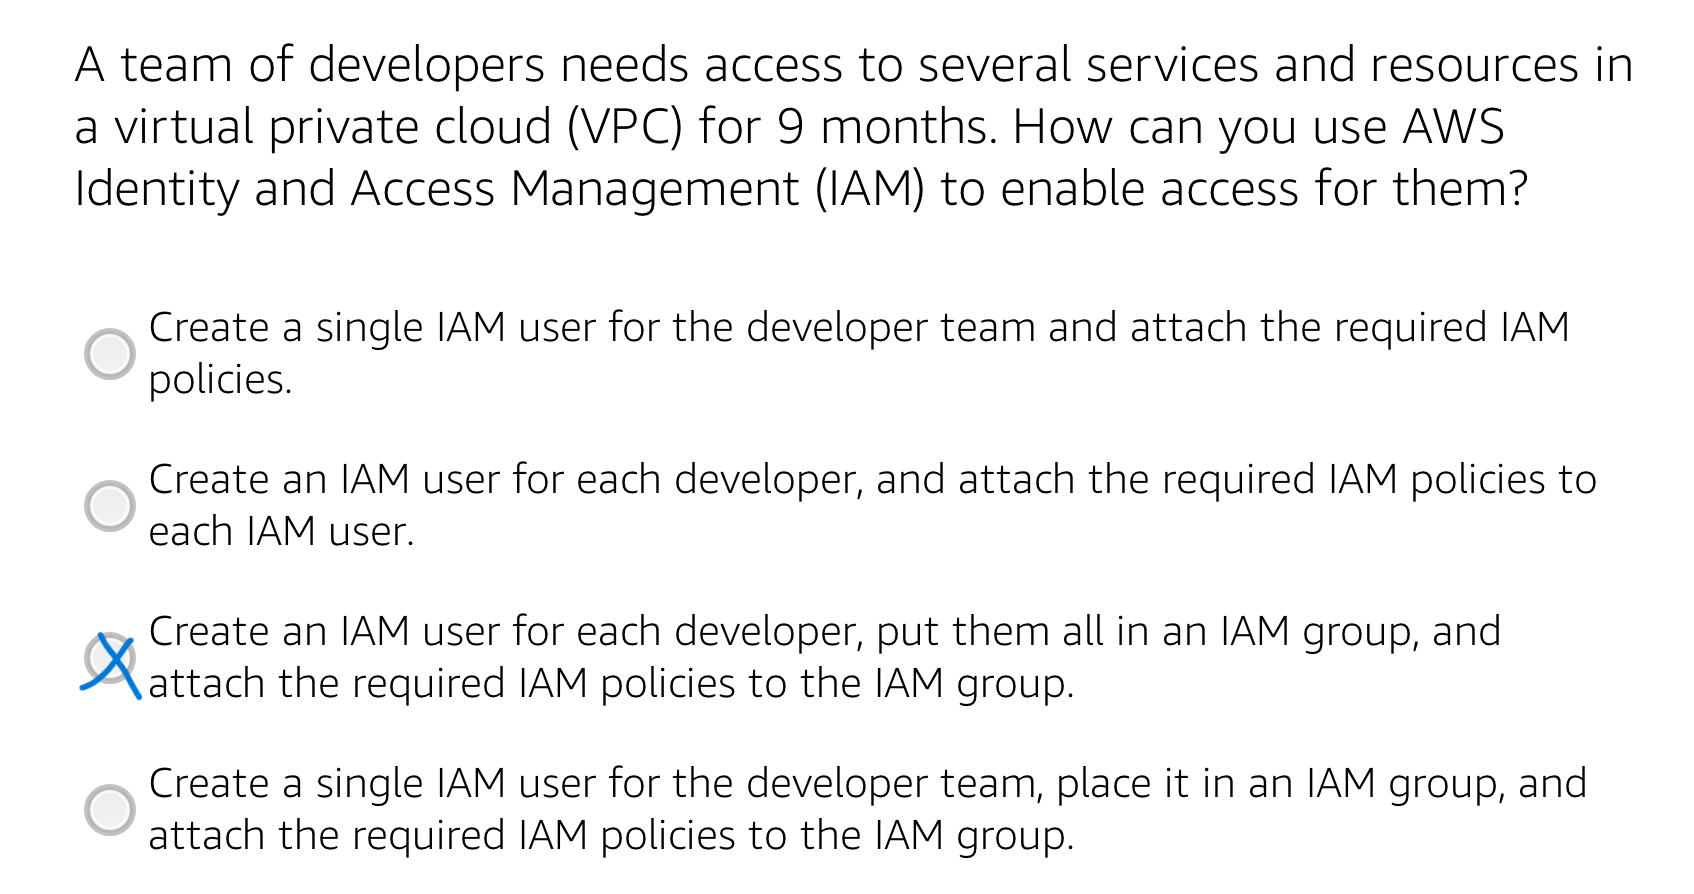 A team of developers needs access to several services and resources in
a virtual private cloud (VPC) for 9 months. How can you use AWS
Identity and Access Management (IAM) to enable access for them?
Create a single IAM user for the developer team and attach the required IAM
policies.
Create an IAM user for each developer, and attach the required IAM policies to
each IAM user.
Create an IAM user for each developer, put them all in an IAM group, and
attach the required IAM policies to the IAM group.
Create a single IAM user for the developer team, place it in an IAM group, and
attach the required IAM policies to the IAM group.